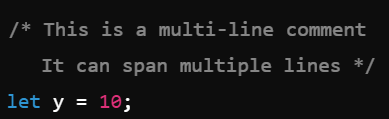 /* This is a multi-line comment
   It can span multiple lines */
let y = 10;